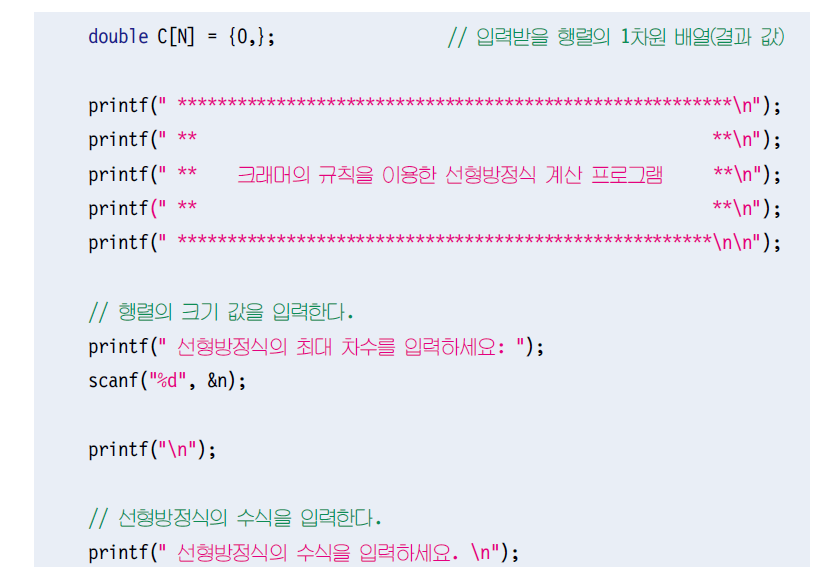 double C[N] = {0,}; // 입력받을 행렬의 1차원 배열(결과 값)
printf(" ********************************************************\n");
printf(" ** **\n");
printf(" ** 크래머의 규칙을 이용한 선형방정식 계산 프로그램 **\n");
printf(" ** **\n");
printf(" ******************************************************\n\n");
// 행렬의 크기 값을 입력한다.
printf(" 선형방정식의 최대 차수를 입력하세요: ");
scanf("%d", &n);
printf("\n");
// 선형방정식의 수식을 입력한다.
printf(" 선형방정식의 수식을 입력하세요. \n");